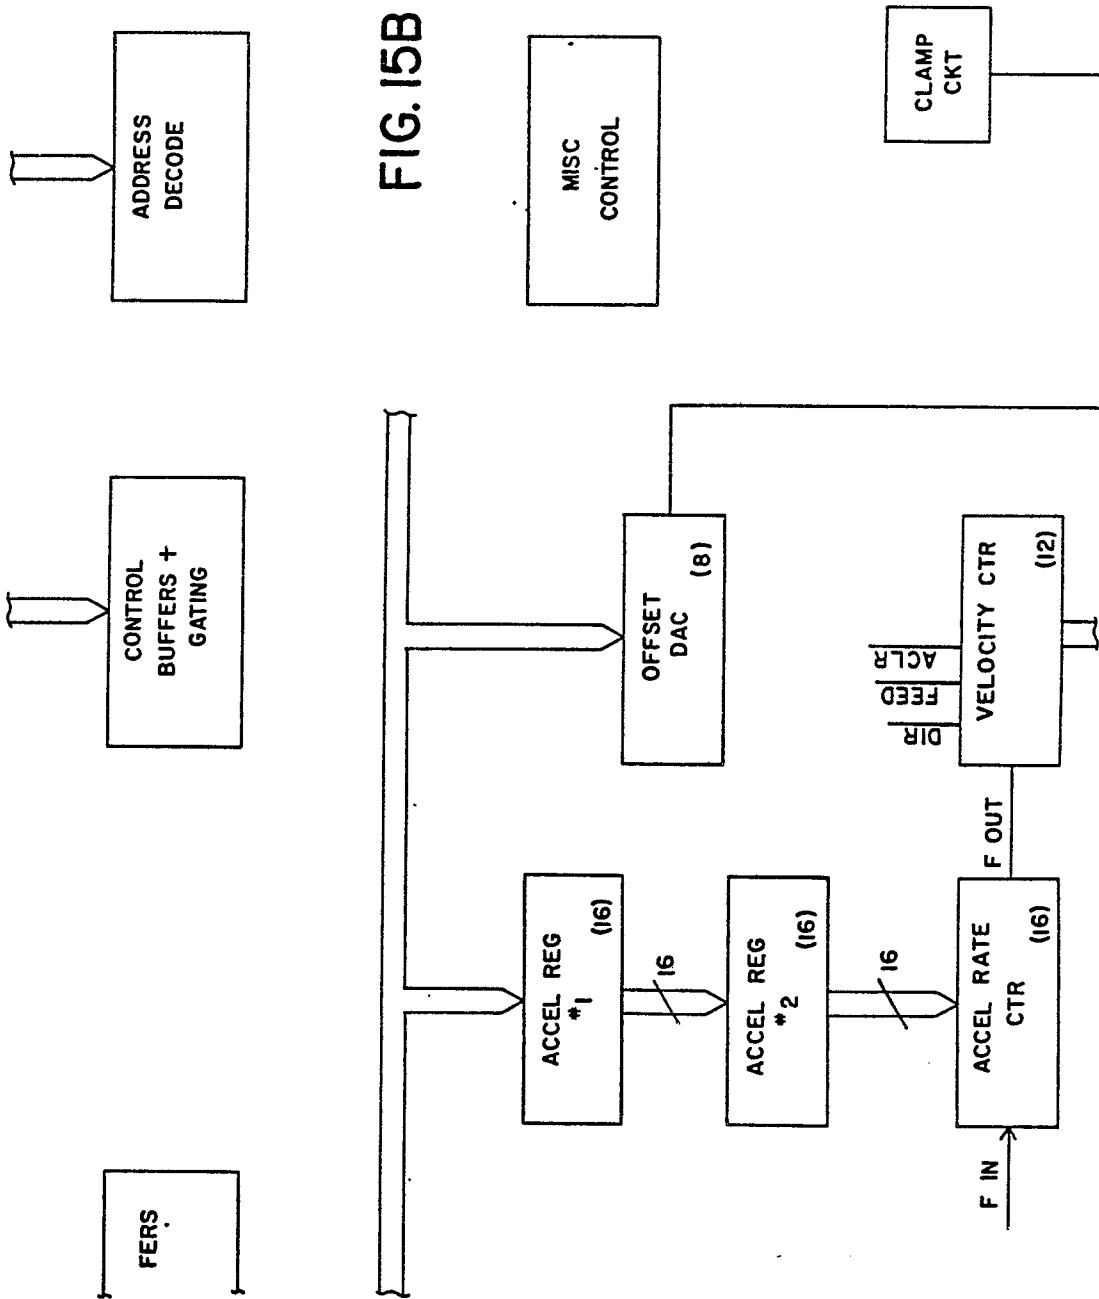 FERS
CONTROL
BUFFERS +
GATING
ADDRESS
DECODE
FIG. 15B
ACCEL REG
#1
(16)
MISC
CONTROL
16
OFFSET
DAC
(8)
ACCEL REG
#2
(16)
16
DIR
FEED
ACLR
CLAMP
CKT
F IN
ACCEL RATE
CTR
(16)
F OUT
VELOCITY CTR
(12)